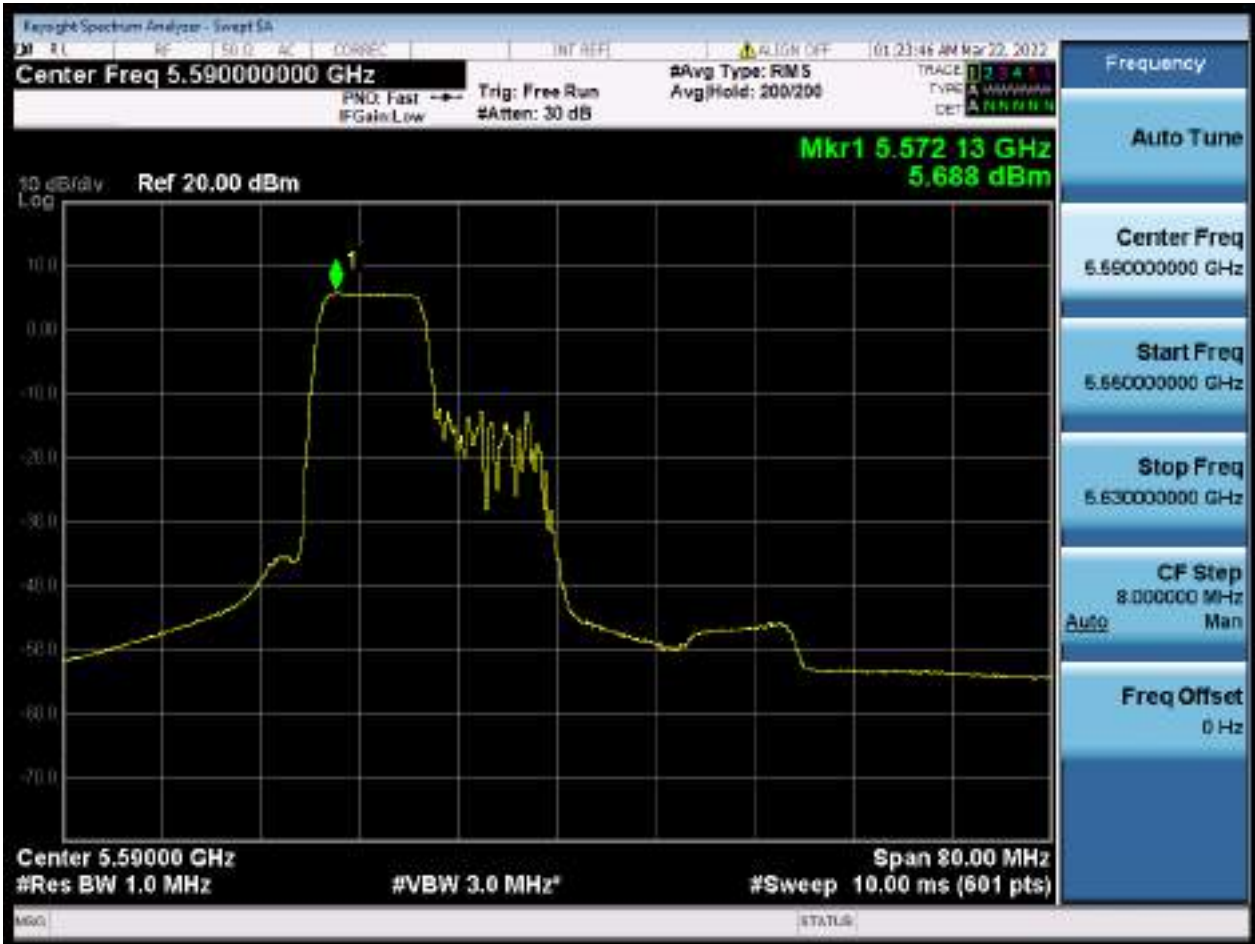 Keysight Spectrum Analyzer - Swept SA
RL RF 50 Ω AC CORREC INT REF ALIGN OFF 01:23:46 AM Mar 22, 2022
Center Freq 5.590000000 GHz
PNO: Fast
IFGain:Low
Trig: Free Run
#Atten: 30 dB
#Avg Type: RMS
Avg|Hold: 200/200
TRACE 1 2 3 4 5 6
TYPE A WWWWW
DET A N N N N N
Frequency
Mkr1 5.572 13 GHz
5.688 dBm
10 dB/div Ref 20.00 dBm
Log
1
10.0
0.00
-10.0
-20.0
-30.0
-40.0
-50.0
-60.0
-70.0
Center 5.59000 GHz Span 80.00 MHz
#Res BW 1.0 MHz #VBW 3.0 MHz* #Sweep 10.00 ms (601 pts)
MSG STATUS
Auto Tune
Center Freq
5.590000000 GHz
Start Freq
5.550000000 GHz
Stop Freq
5.630000000 GHz
CF Step
8.000000 MHz
Auto Man
Freq Offset
0 Hz